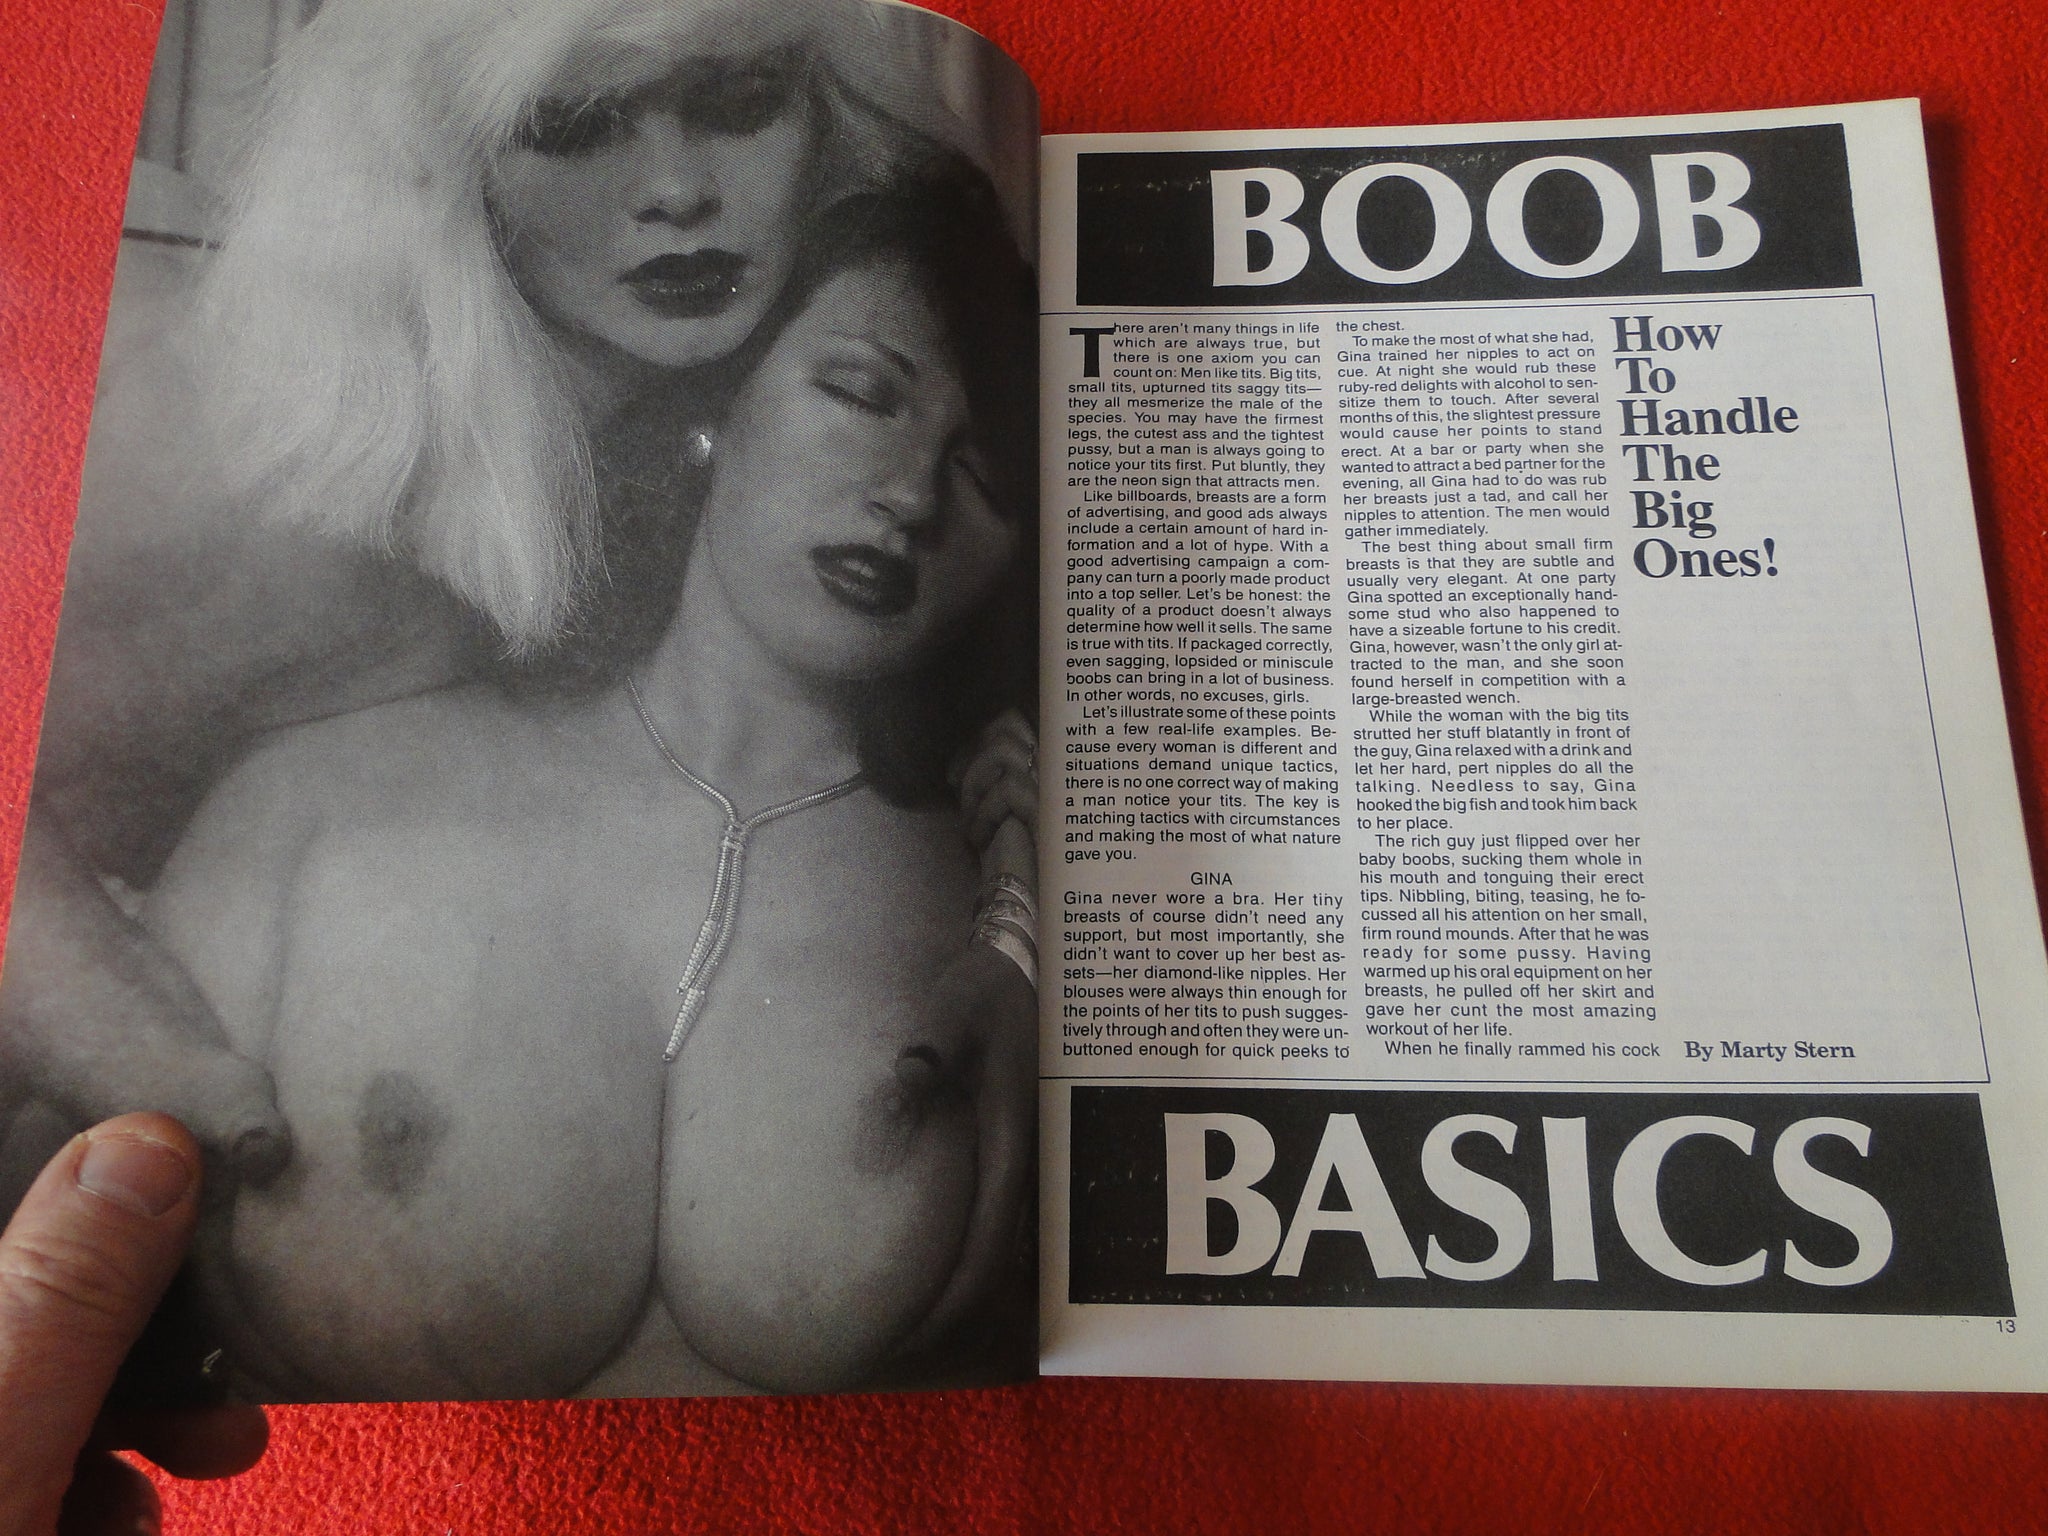 BOOB
There aren't many things in life
which are always true, but
there is one axiom you can
count on: Men like tits. Big tits,
small tits, upturned tits saggy tits—
they all mesmerize the male of the
species. You may have the firmest
legs, the cutest ass and the tightest
pussy, but a man is always going to
notice your tits first. Put bluntly, they
are the neon sign that attracts men.
Like billboards, breasts are a form
of advertising, and good ads always
include a certain amount of hard in-
formation and a lot of hype. With a
good advertising campaign a com-
pany can turn a poorly made product
into a top seller. Let's be honest: the
quality of a product doesn't always
determine how well it sells. The same
is true with tits. If packaged correctly,
even sagging, lopsided or miniscule
boobs can bring in a lot of business.
In other words, no excuses, girls.
Let's illustrate some of these points
with a few real-life examples. Be-
cause every woman is different and
situations demand unique tactics,
there is no one correct way of making
a man notice your tits. The key is
matching tactics with circumstances
and making the most of what nature
gave you.
GINA
Gina never wore a bra. Her tiny
breasts of course didn't need any
support, but most importantly, she
didn't want to cover up her best as-
sets—her diamond-like nipples. Her
blouses were always thin enough for
the points of her tits to push sugges-
tively through and often they were un-
buttoned enough for quick peeks to
the chest.
To make the most of what she had,
Gina trained her nipples to act on
cue. At night she would rub these
ruby-red delights with alcohol to sen-
sitize them to touch. After several
months of this, the slightest pressure
would cause her points to stand
erect. At a bar or party when she
wanted to attract a bed partner for the
evening, all Gina had to do was rub
her breasts just a tad, and call her
nipples to attention. The men would
gather immediately.
The best thing about small firm
breasts is that they are subtle and
usually very elegant. At one party
Gina spotted an exceptionally hand-
some stud who also happened to
have a sizeable fortune to his credit.
Gina, however, wasn't the only girl at-
tracted to the man, and she soon
found herself in competition with a
large-breasted wench.
While the woman with the big tits
strutted her stuff blatantly in front of
the guy, Gina relaxed with a drink and
let her hard, pert nipples do all the
talking. Needless to say, Gina
hooked the big fish and took him back
to her place.
The rich guy just flipped over her
baby boobs, sucking them whole in
his mouth and tonguing their erect
tips. Nibbling, biting, teasing, he fo-
cussed all his attention on her small,
firm round mounds. After that he was
ready for some pussy. Having
warmed up his oral equipment on her
breasts, he pulled off her skirt and
gave her cunt the most amazing
workout of her life.
When he finally rammed his cock
How
To
Handle
The
Big
Ones!
By Marty Stern
BASICS
13